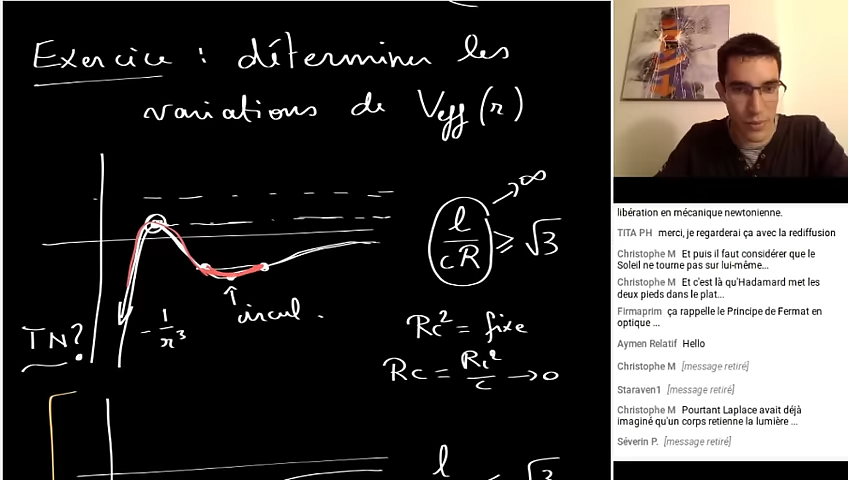 Exercice : déterminer les
variations de Veff(r)
l/cR ≥ √3
→ ∞
circul.
-1/r³
TN?
Rc² = fixe
Rc = Rc²/c → 0
l
√3
libération en mécanique newtonienne.
TITA PH merci, je regarderai ça avec la rediffusion
Christophe M Et puis il faut considérer que le
Soleil ne tourne pas sur lui-même...
Christophe M Et c'est là qu'Hadamard met les
deux pieds dans le plat...
Firmaprim ça rappelle le Principe de Fermat en
optique ...
Aymen Relatif Hello
Christophe M [message retiré]
Staraven1 [message retiré]
Christophe M Pourtant Laplace avait déjà
imaginé qu'un corps retienne la lumière ...
Séverin P. [message retiré]